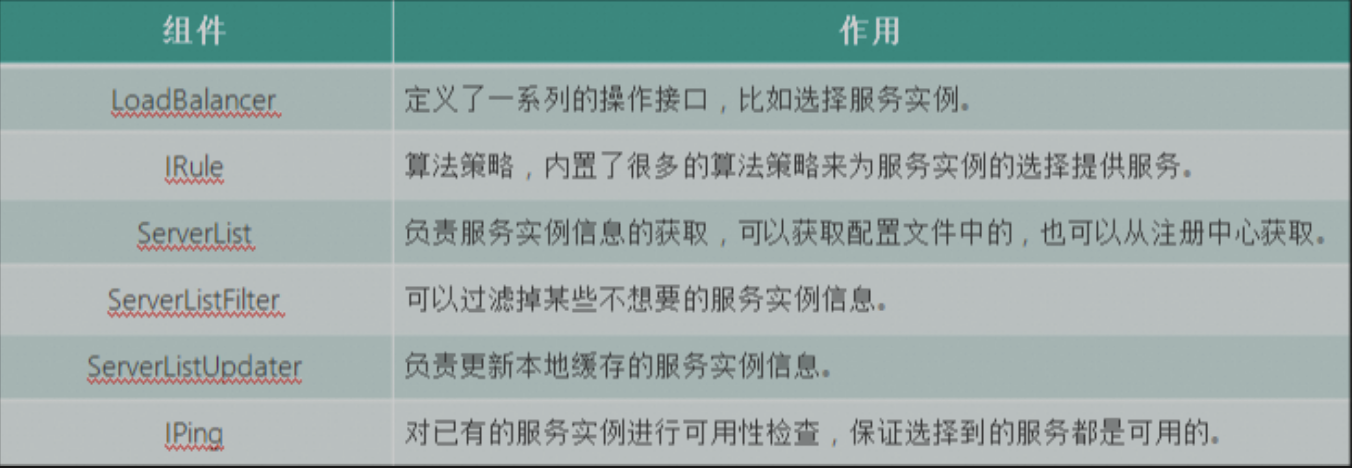 组件 作用
LoadBalancer 定义了一系列的操作接口，比如选择服务实例。
IRule 算法策略，内置了很多的算法策略来为服务实例的选择提供服务。
ServerList 负责服务实例信息的获取，可以获取配置文件中的，也可以从注册中心获取。
ServerListFilter 可以过滤掉某些不想要的服务实例信息。
ServerListUpdater 负责更新本地缓存的服务实例信息。
IPing 对已有的服务实例进行可用性检查，保证选择到的服务都是可用的。